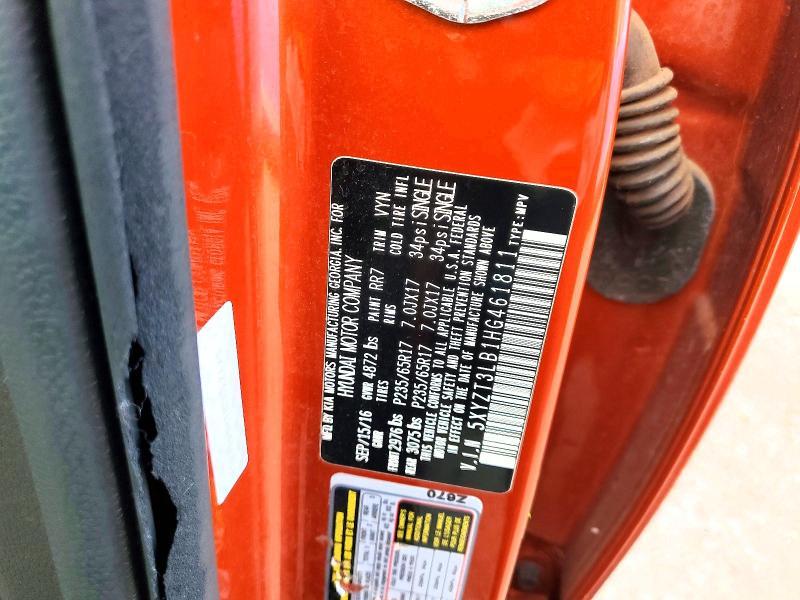 MFG.BY KIA MOTORS MANUFACTURING GEORGIA, INC. FOR
HYUNDAI MOTOR COMPANY
SEP/15/16 GVWR 4872 lbs PAINT RR7 TRIM VYN
GAWR TIRES RIMS COLD TIRE INFL
FRONT 2976 lbs P235/65R17 7.0JX17 34psi SINGLE
REAR 3075 lbs P235/65R17 7.0JX17 34psi SINGLE
THIS VEHICLE CONFORMS TO ALL APPLICABLE U.S.A. FEDERAL
MOTOR VEHICLE SAFETY AND THEFT PREVENTION STANDARDS
IN EFFECT ON THE DATE OF MANUFACTURE SHOWN ABOVE
V.I.N 5XYZT3LB1HG461811
TYPE:MPV
Z670